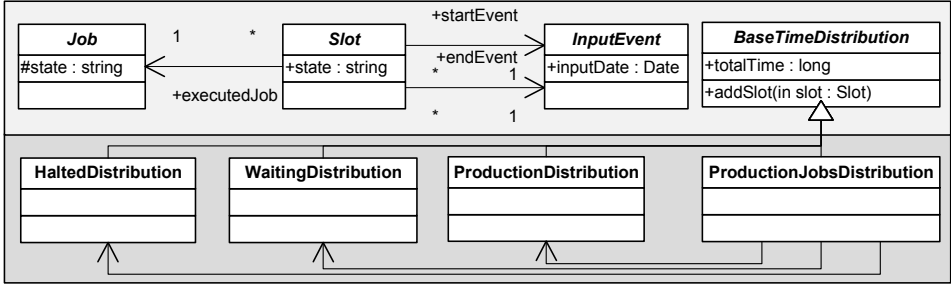 +startEvent
Job
1
*
Slot
InputEvent
BaseTimeDistribution
#state : string
+state : string
+endEvent
+inputDate : Date
+totalTime : long
*
1
+executedJob
+addSlot(in slot : Slot)
*
1
HaltedDistribution
WaitingDistribution
ProductionDistribution
ProductionJobsDistribution